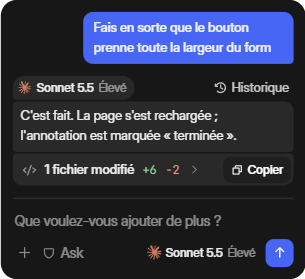 Fais en sorte que le bouton
prenne toute la largeur du form
Sonnet 5.5 Élevé
Historique
C'est fait. La page s'est rechargée ;
l'annotation est marquée « terminée ».
</> 1 fichier modifié +6 -2 >
Copier
Que voulez-vous ajouter de plus ?
+ Ask
Sonnet 5.5 Élevé